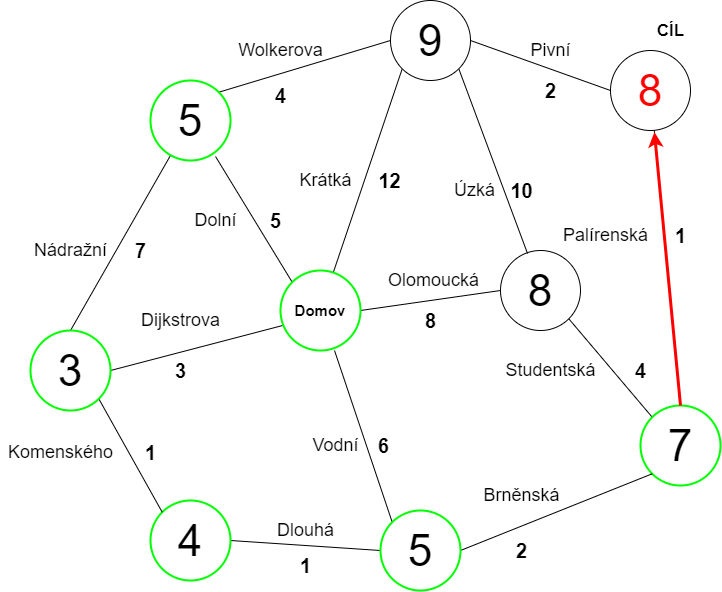 CÍL
9
Wolkerova
Pivní
4
2
8
5
Krátká
12
Úzká
10
Dolní
5
Palírenská
1
Nádražní
7
Olomoucká
8
8
Domov
Dijkstrova
3
3
Studentská
4
Komenského
1
Vodní
6
7
Brněnská
2
4
Dlouhá
1
5